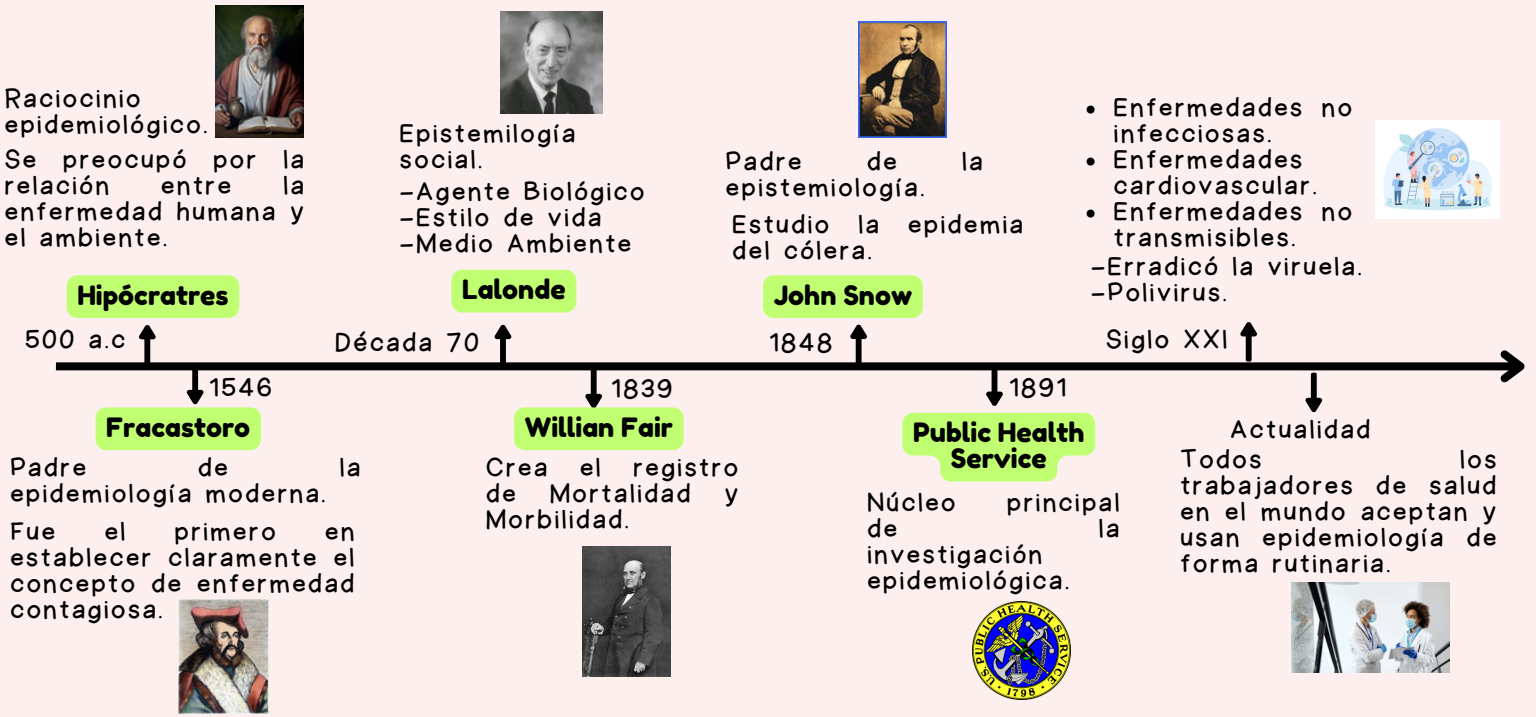 Raciocinio
epidemiológico.
Se preocupó por la
relación entre la
enfermedad humana y
el ambiente.
Hipócratres
500 a.c
Epistemilogía
social.
-Agente Biológico
-Estilo de vida
-Medio Ambiente
Lalonde
Década 70
Padre de la
epistemiología.
Estudio la epidemia
del cólera.
John Snow
1848
• Enfermedades no
infecciosas.
• Enfermedades
cardiovascular.
• Enfermedades no
transmisibles.
-Erradicó la viruela.
-Polivirus.
Siglo XXI
1546
Fracastoro
Padre de la
epidemiología moderna.
Fue el primero en
establecer claramente el
concepto de enfermedad
contagiosa.
1839
Willian Fair
Crea el registro
de Mortalidad y
Morbilidad.
1891
Public Health
Service
Núcleo principal
de la
investigación
epidemiológica.
U.S. PUBLIC HEALTH SERVICE
1798
Actualidad
Todos los
trabajadores de salud
en el mundo aceptan y
usan epidemiología de
forma rutinaria.